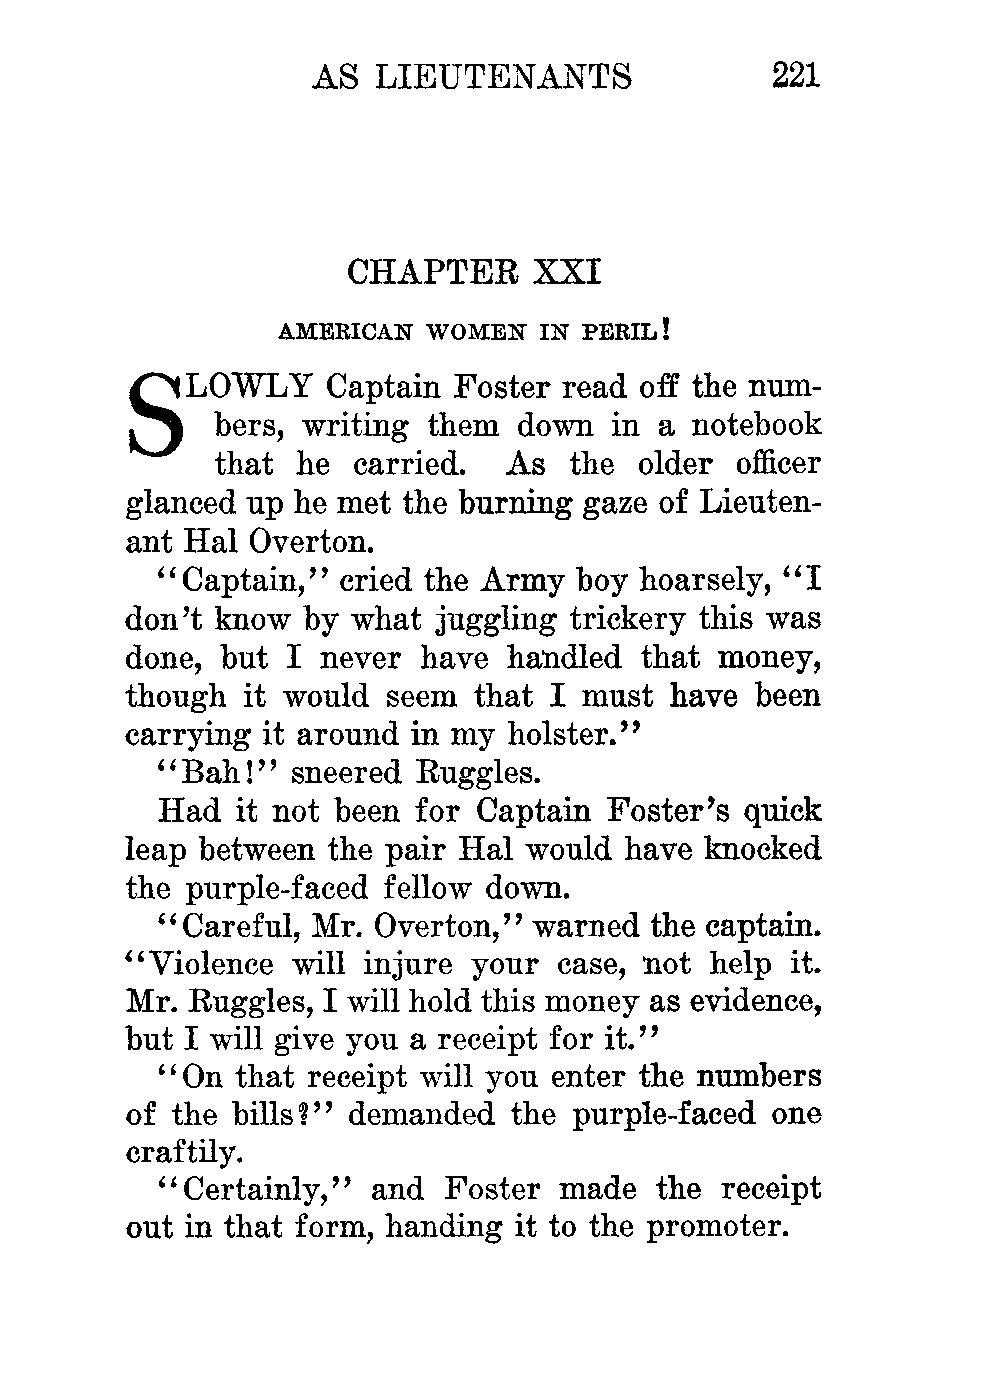 AS LIEUTENANTS 221
CHAPTER XXI
AMERICAN WOMEN IN PERIL!
SLOWLY Captain Foster read off the num-
bers, writing them down in a notebook
that he carried. As the older officer
glanced up he met the burning gaze of Lieuten-
ant Hal Overton.
"Captain," cried the Army boy hoarsely, "I
don't know by what juggling trickery this was
done, but I never have handled that money,
though it would seem that I must have been
carrying it around in my holster."
"Bah!" sneered Ruggles.
Had it not been for Captain Foster's quick
leap between the pair Hal would have knocked
the purple-faced fellow down.
"Careful, Mr. Overton," warned the captain.
"Violence will injure your case, not help it.
Mr. Ruggles, I will hold this money as evidence,
but I will give you a receipt for it."
"On that receipt will you enter the numbers
of the bills?" demanded the purple-faced one
craftily.
"Certainly," and Foster made the receipt
out in that form, handing it to the promoter.